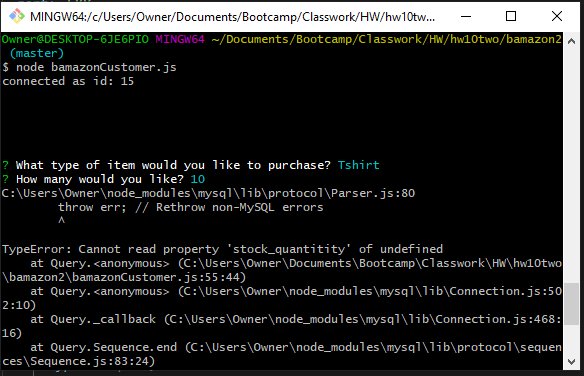 MINGW64:/c/Users/Owner/Documents/Bootcamp/Classwork/HW/hw10tw...
Owner@DESKTOP-6JE6PIO MINGW64 ~/Documents/Bootcamp/Classwork/HW/hw10two/bamazon2
(master)
$ node bamazonCustomer.js
connected as id: 15
? What type of item would you like to purchase? Tshirt
? How many would you like? 10
C:\Users\Owner\node_modules\mysql\lib\protocol\Parser.js:80
throw err; // Rethrow non-MySQL errors
^
TypeError: Cannot read property 'stock_quantitity' of undefined
at Query.<anonymous> (C:\Users\Owner\Documents\Bootcamp\Classwork\HW\hw10two
\bamazon2\bamazonCustomer.js:55:44)
at Query.<anonymous> (C:\Users\Owner\node_modules\mysql\lib\Connection.js:50
2:10)
at Query._callback (C:\Users\Owner\node_modules\mysql\lib\Connection.js:468:
16)
at Query.Sequence.end (C:\Users\Owner\node_modules\mysql\lib\protocol\sequen
ces\Sequence.js:83:24)